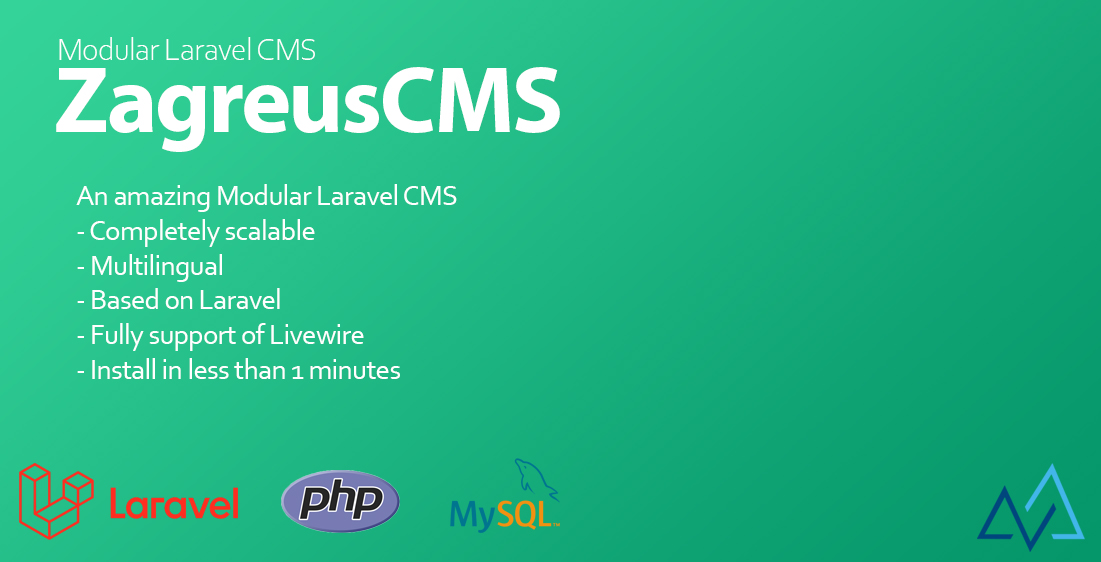 Modular Laravel CMS
ZagreusCMS
An amazing Modular Laravel CMS
- Completely scalable
- Multilingual
- Based on Laravel
- Fully support of Livewire
- Install in less than 1 minutes
Laravel
php
MySQL™